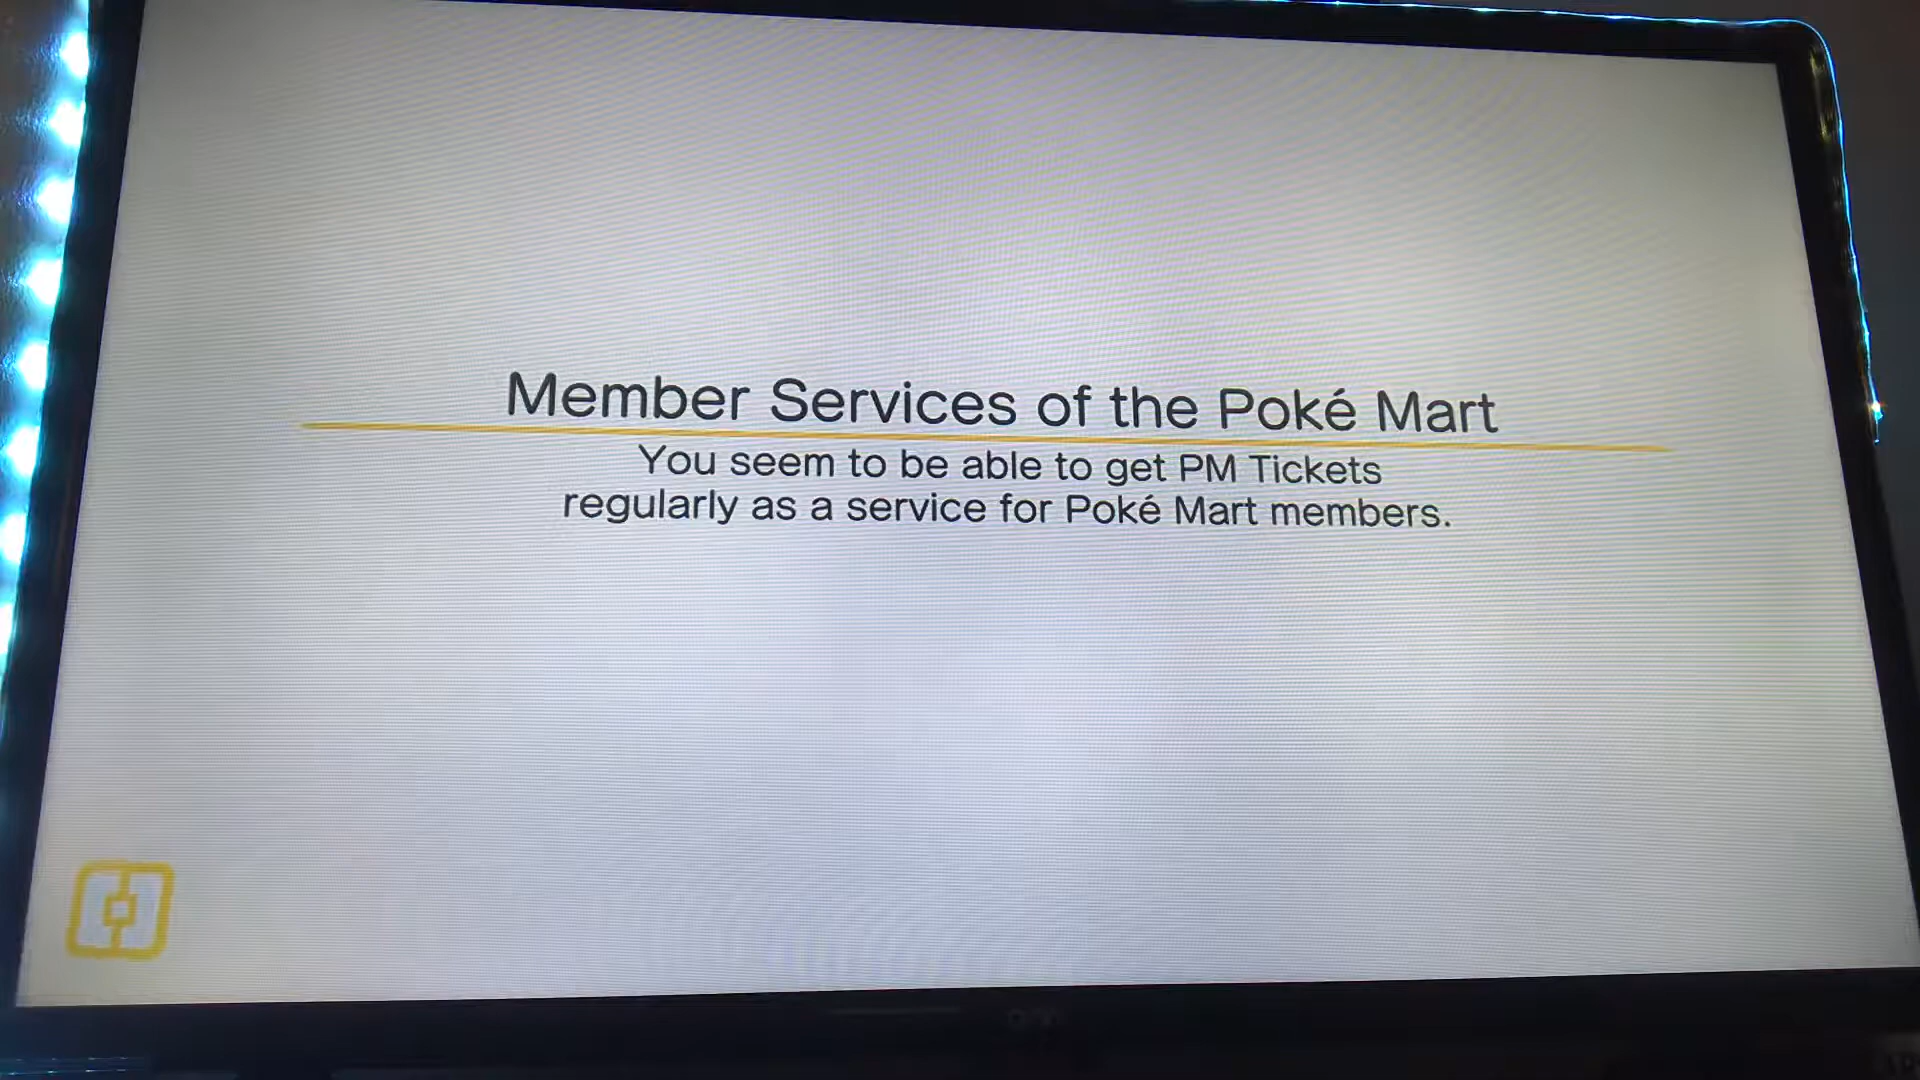 Member Services of the Poké Mart
You seem to be able to get PM Tickets
regularly as a service for Poké Mart members.